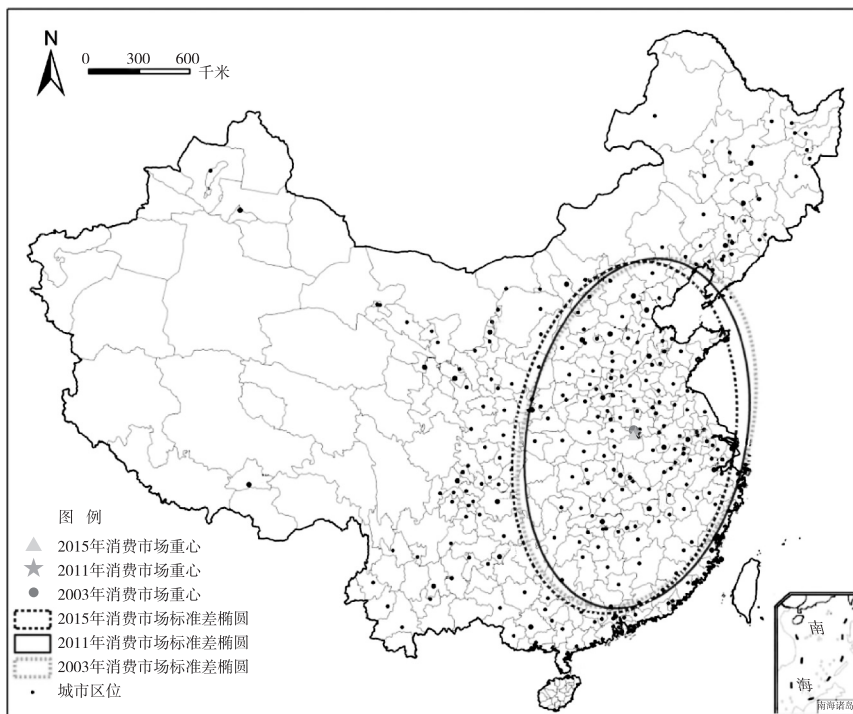 N
0 300 600
千米
图 例
2015年消费市场重心
2011年消费市场重心
2003年消费市场重心
2015年消费市场标准差椭圆
2011年消费市场标准差椭圆
2003年消费市场标准差椭圆
城市区位
南
海
南海诸岛